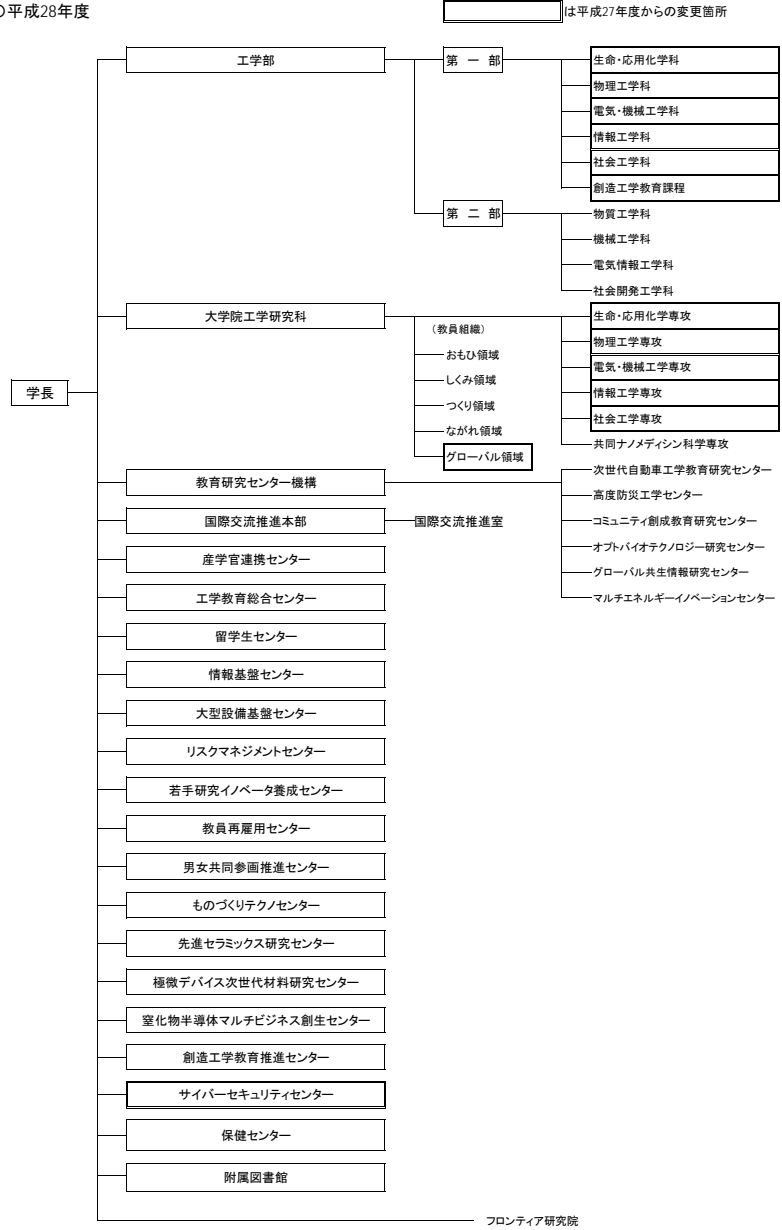 平成28年度
は平成27年度からの変更箇所
学長
工学部
第 一 部
生命・応用化学科
物理工学科
電気・機械工学科
情報工学科
社会工学科
創造工学教育課程
第 二 部
物質工学科
機械工学科
電気情報工学科
社会開発工学科
大学院工学研究科
(教員組織)
おもひ領域
しくみ領域
つくり領域
ながれ領域
グローバル領域
生命・応用化学専攻
物理工学専攻
電気・機械工学専攻
情報工学専攻
社会工学専攻
共同ナノメディシン科学専攻
教育研究センター機構
次世代自動車工学教育研究センター
高度防災工学センター
コミュニティ創成教育研究センター
オプトバイオテクノロジー研究センター
グローバル共生情報研究センター
マルチエネルギーイノベーションセンター
国際交流推進本部
国際交流推進室
産学官連携センター
工学教育総合センター
留学生センター
情報基盤センター
大型設備基盤センター
リスクマネジメントセンター
若手研究イノベータ養成センター
教員再雇用センター
男女共同参画推進センター
ものづくりテクノセンター
先進セラミックス研究センター
極微デバイス次世代材料研究センター
窒化物半導体マルチビジネス創生センター
創造工学教育推進センター
サイバーセキュリティセンター
保健センター
附属図書館
フロンティア研究院